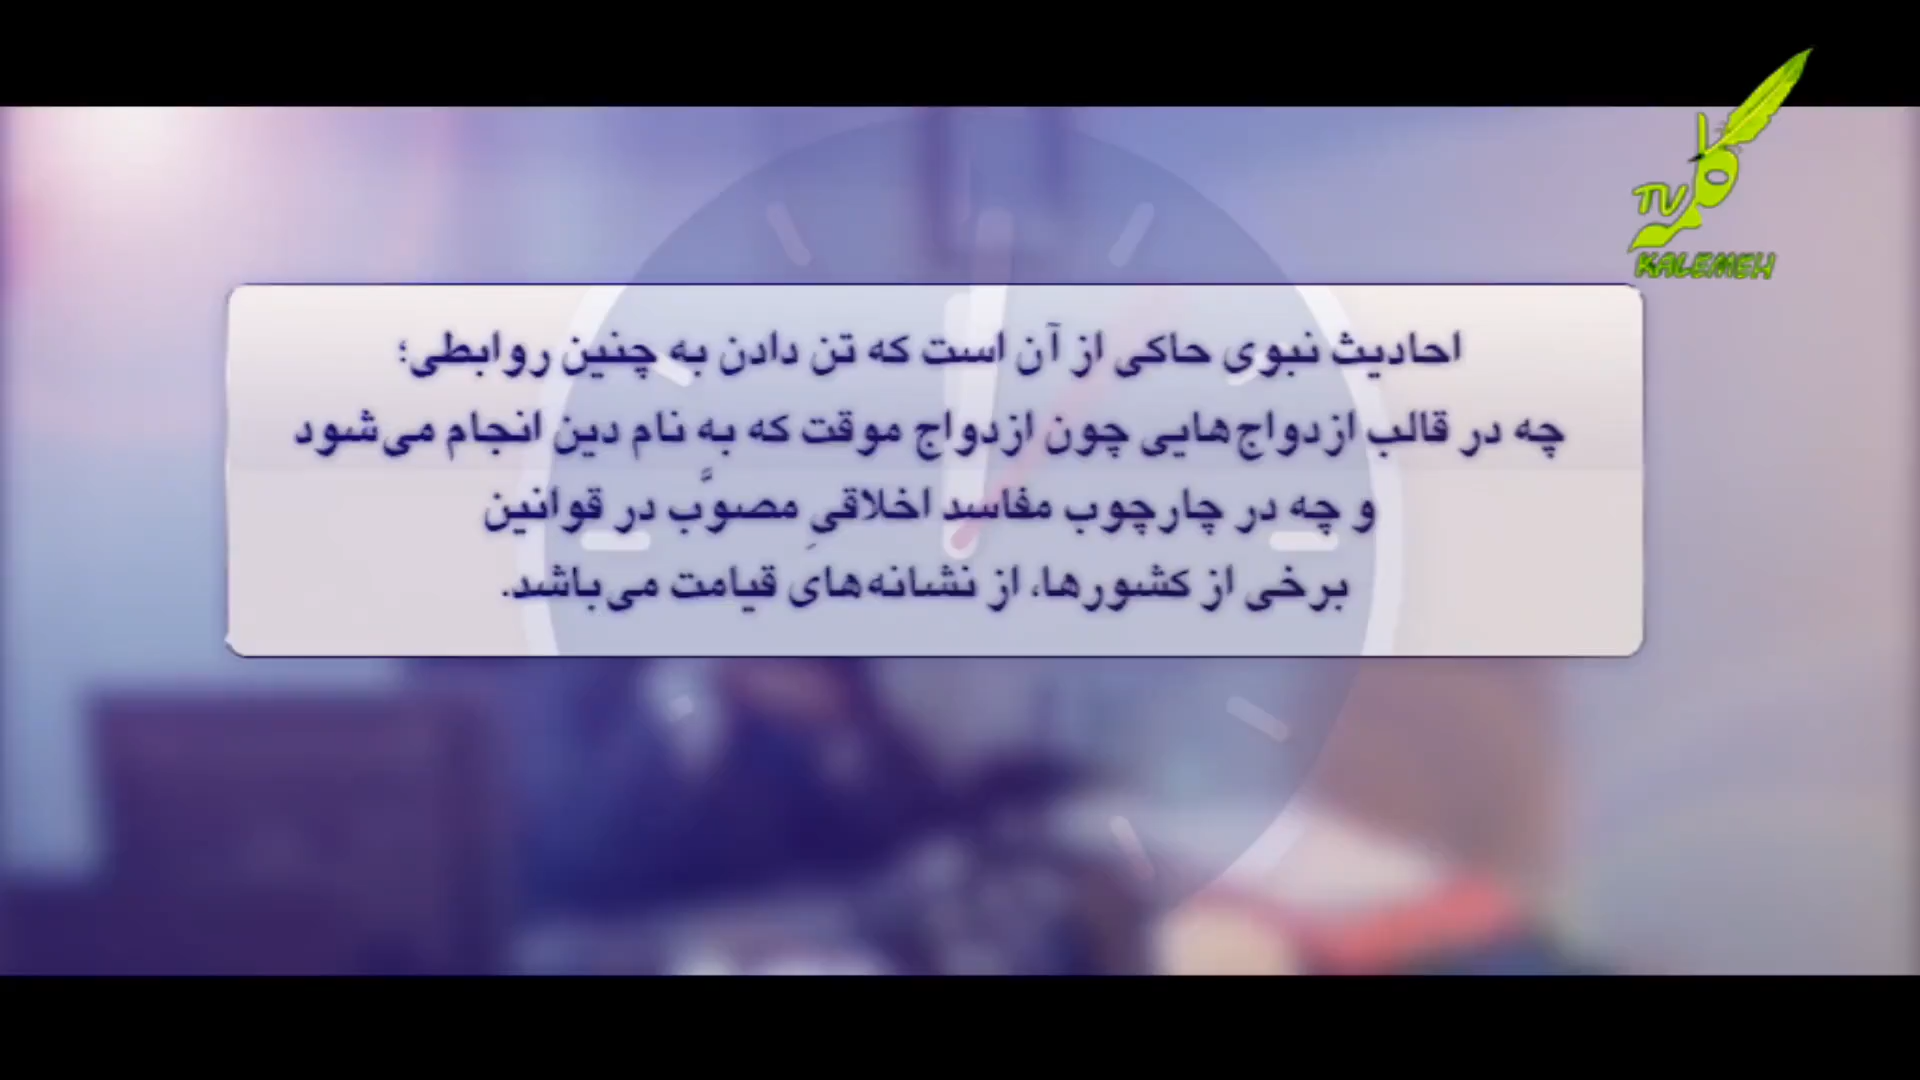 احادیث نبوی حاکی از آن است که تن دادن به چنین روابطی؛
چه در قالب ازدواج‌هایی چون ازدواج موقت که به نام دین انجام می‌شود
و چه در چارچوب مفاسد اخلاقیِ مصوَّب در قوانین
برخی از کشورها، از نشانه‌های قیامت می‌باشد.
کلمه
TV
KALEMEH